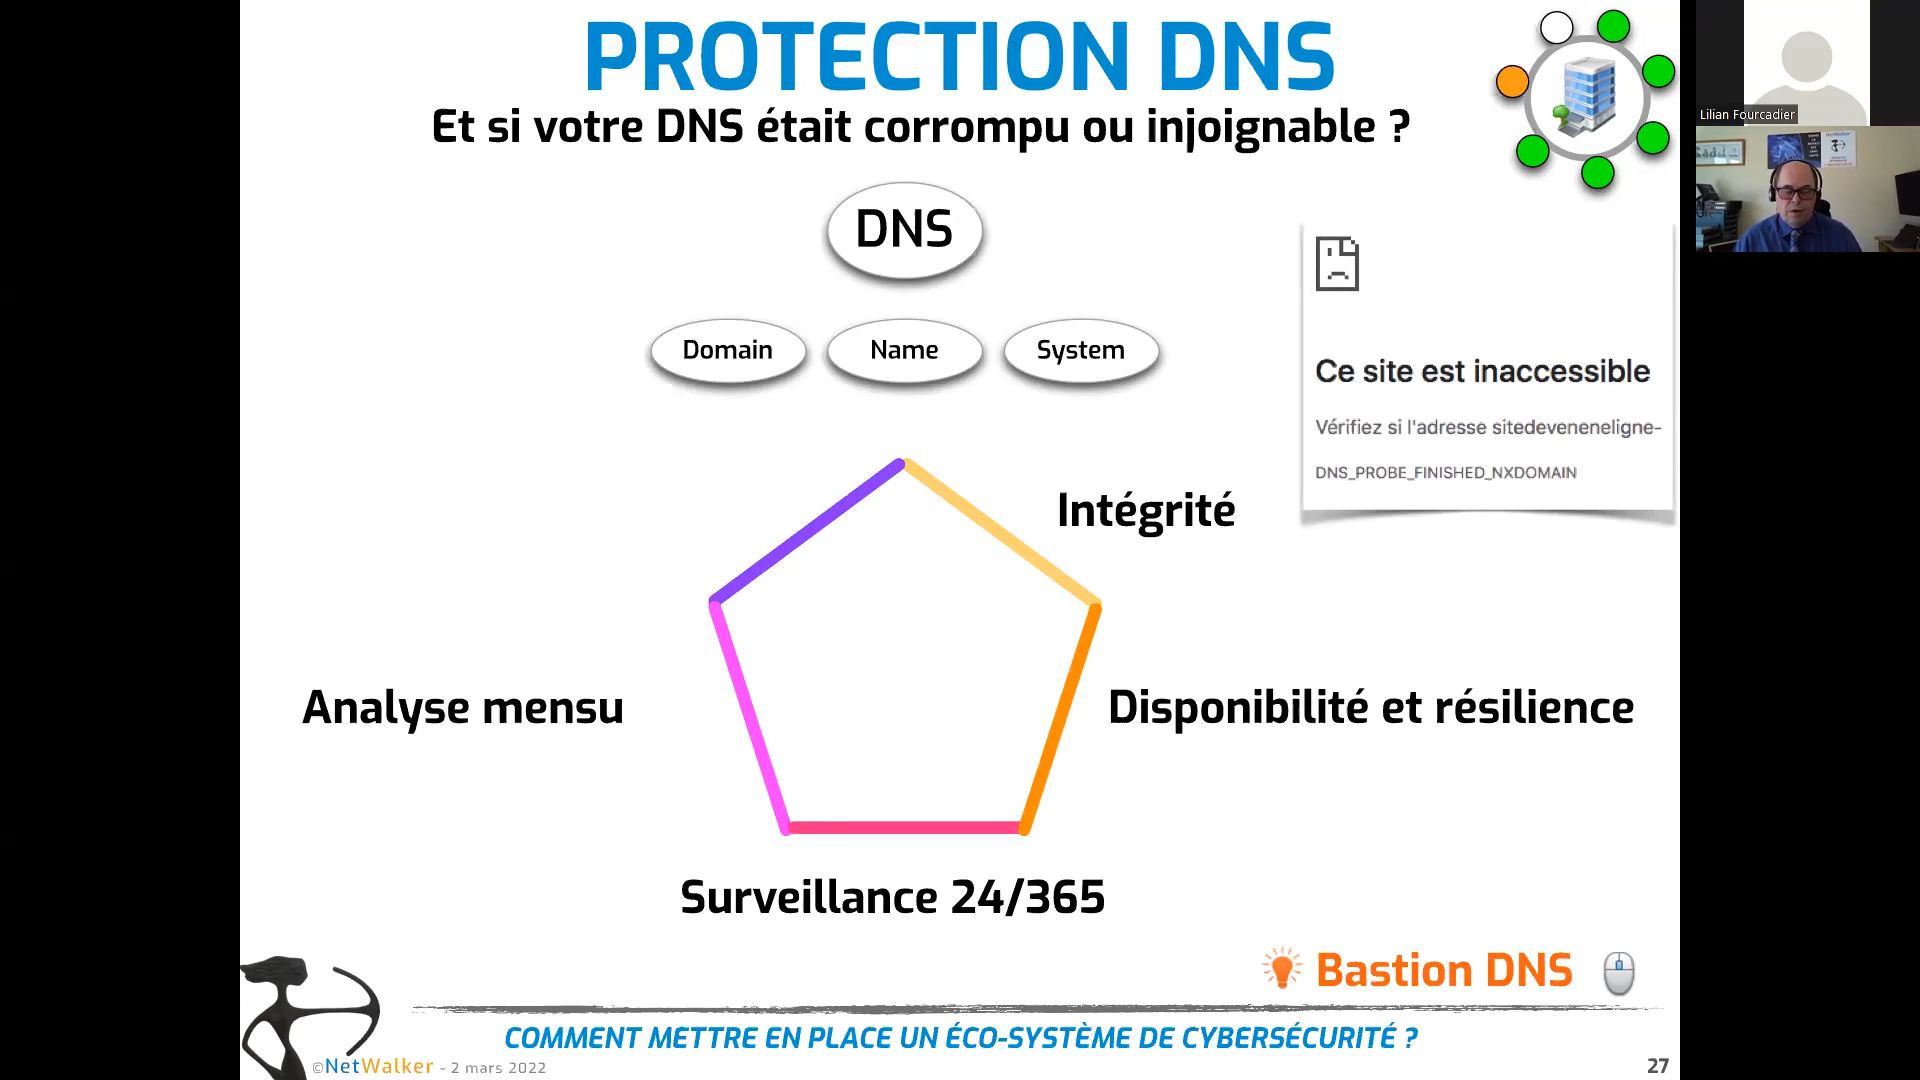 PROTECTION DNS
Et si votre DNS était corrompu ou injoignable ?
Lilian Fourcadier
DNS
Domain
Name
System
Ce site est inaccessible
Vérifiez si l'adresse sitedeveneneligne-
DNS_PROBE_FINISHED_NXDOMAIN
Intégrité
Analyse mensu
Disponibilité et résilience
Surveillance 24/365
Bastion DNS
COMMENT METTRE EN PLACE UN ÉCO-SYSTÈME DE CYBERSÉCURITÉ ?
©NetWalker - 2 mars 2022
27